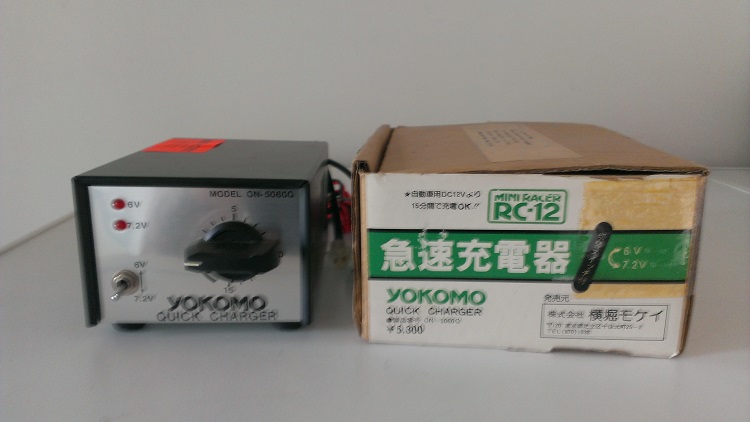 MODEL QN-5060Q
6V
7.2V
5
15
6V
7.2V
YOKOMO
QUICK CHARGER
★自動車用DC12Vより
15分間で充電OK!!
MINI RACER
RC-12
急速充電器
6V
7.2V
YOKOMO
QUICK CHARGER
¥5,300
発売元
株式会社 横堀モケイ